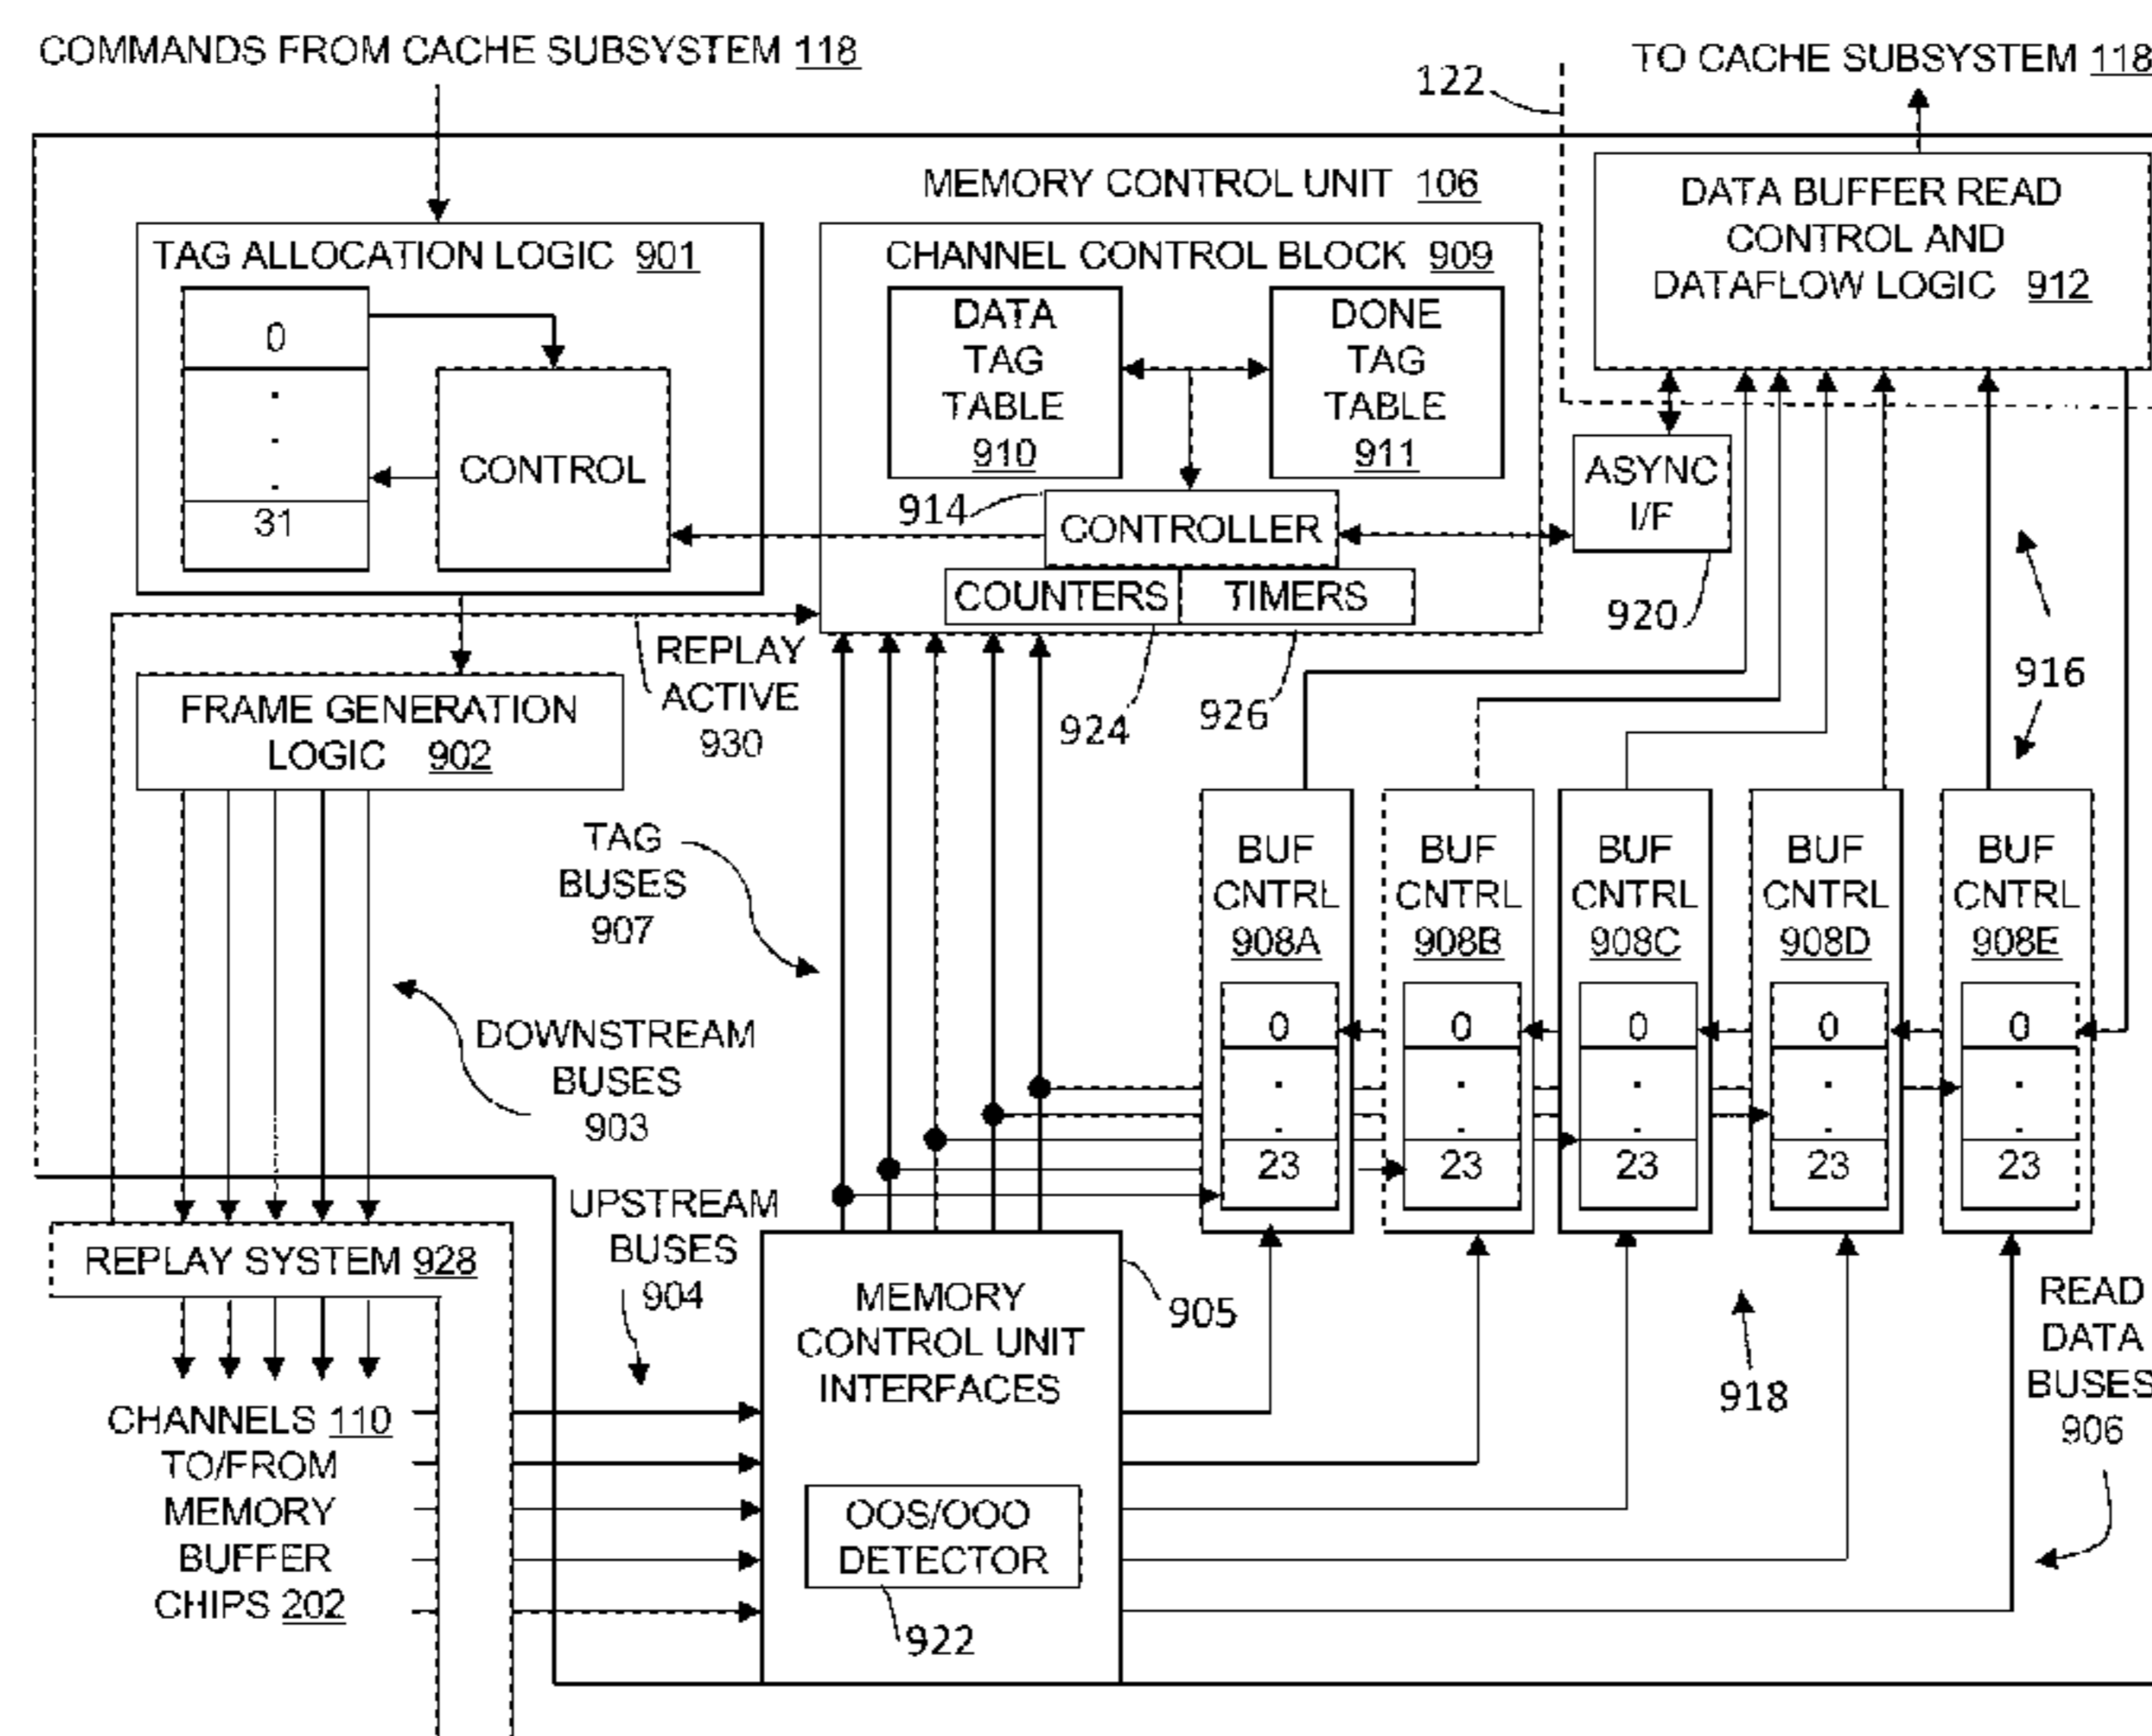 COMMANDS FROM CACHE SUBSYSTEM 118
122
TO CACHE SUBSYSTEM 118
MEMORY CONTROL UNIT 106
DATA BUFFER READ
CONTROL AND
DATAFLOW LOGIC 912
TAG ALLOCATION LOGIC 901
0
.
.
.
31
CONTROL
CHANNEL CONTROL BLOCK 909
DATA
TAG
TABLE
910
DONE
TAG
TABLE
911
914
CONTROLLER
COUNTERS
TIMERS
ASYNC
I/F
920
924
926
916
REPLAY
ACTIVE
930
FRAME GENERATION
LOGIC 902
TAG
BUSES
907
DOWNSTREAM
BUSES
903
BUF
CNTRL
908A
0
.
.
23
BUF
CNTRL
908B
0
.
.
23
BUF
CNTRL
908C
0
.
.
23
BUF
CNTRL
908D
0
.
.
23
BUF
CNTRL
908E
0
.
.
23
UPSTREAM
BUSES
904
REPLAY SYSTEM 928
MEMORY
CONTROL UNIT
INTERFACES
905
OOS/OOO
DETECTOR
922
918
READ
DATA
BUSES
906
CHANNELS 110
TO/FROM
MEMORY
BUFFER
CHIPS 202